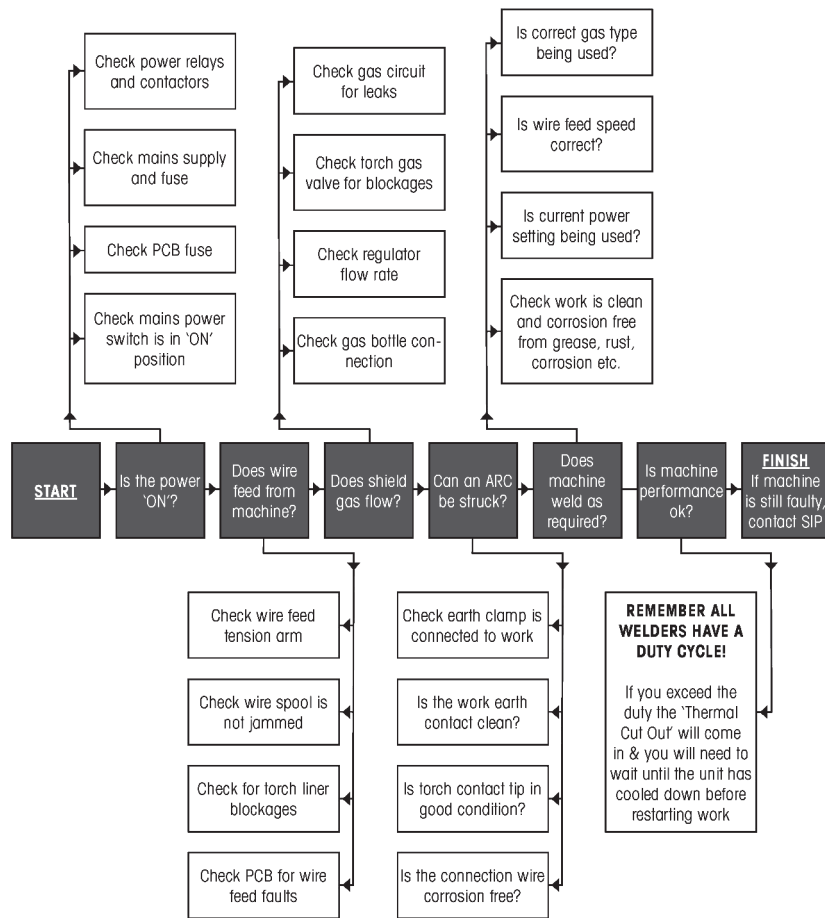 Check power relays
and contactors
Check mains supply
and fuse
Check PCB fuse
Check mains power
switch is in ‘ON’
position
Check gas circuit
for leaks
Check torch gas
valve for blockages
Check regulator
flow rate
Check gas bottle con-
nection
Is correct gas type
being used?
Is wire feed speed
correct?
Is current power
setting being used?
Check work is clean
and corrosion free
from grease, rust,
corrosion etc.
START
Is the power
‘ON’?
Does wire
feed from
machine?
Does shield
gas flow?
Can an ARC
be struck?
Does
machine
weld as
required?
Is machine
performance
ok?
FINISH
If machine
is still faulty,
contact SIP
Check wire feed
tension arm
Check wire spool is
not jammed
Check for torch liner
blockages
Check PCB for wire
feed faults
Check earth clamp is
connected to work
Is the work earth
contact clean?
Is torch contact tip in
good condition?
Is the connection wire
corrosion free?
REMEMBER ALL
WELDERS HAVE A
DUTY CYCLE!
If you exceed the
duty the ‘Thermal
Cut Out’ will come
in & you will need to
wait until the unit has
cooled down before
restarting work